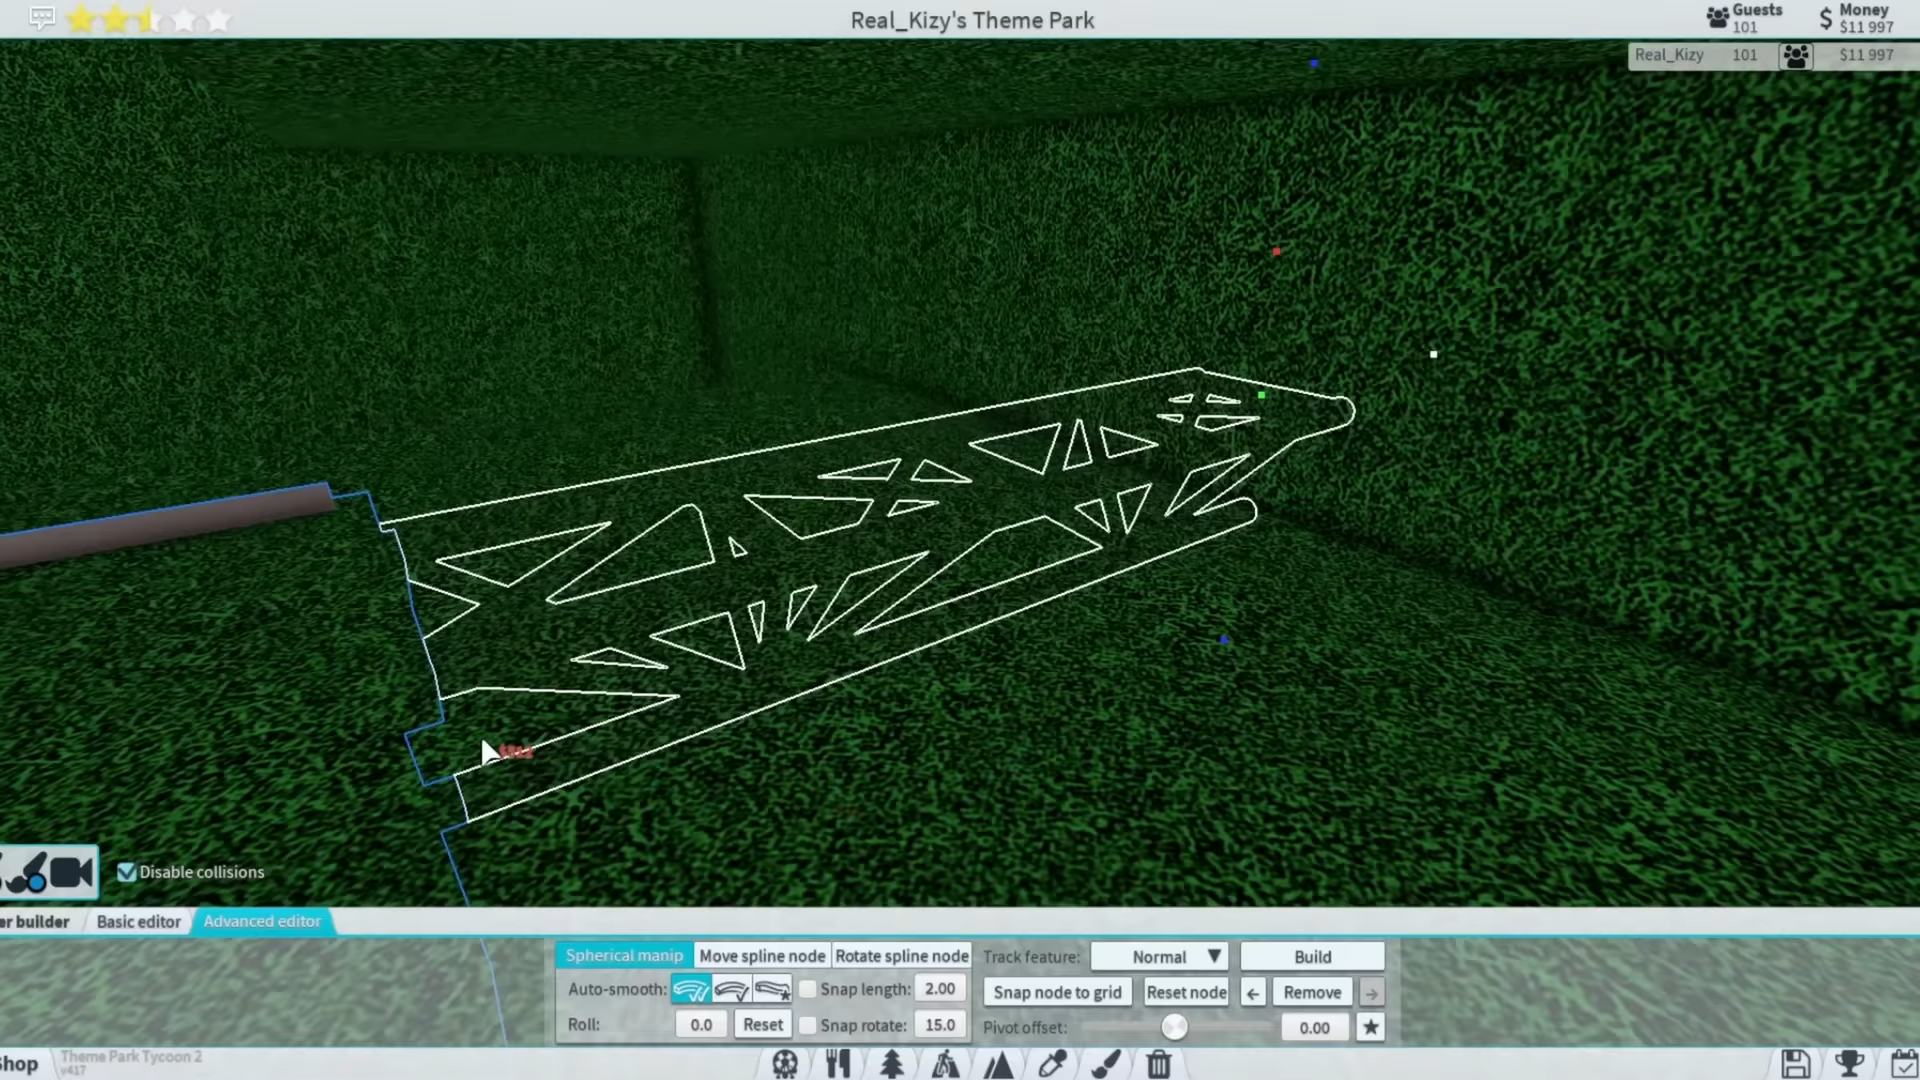 Real_Kizy's Theme Park
Guests
101
$ Money
$11 997
Real_Kizy 101 $11 997
Disable collisions
er builder Basic editor Advanced editor
Spherical manip Move spline node Rotate spline node Track feature: Normal Build
Auto-smooth: Snap length: 2.00 Snap node to grid Reset node ← Remove →
Roll: 0.0 Reset Snap rotate: 15.0 Pivot offset: 0.00
Shop Theme Park Tycoon 2
v417